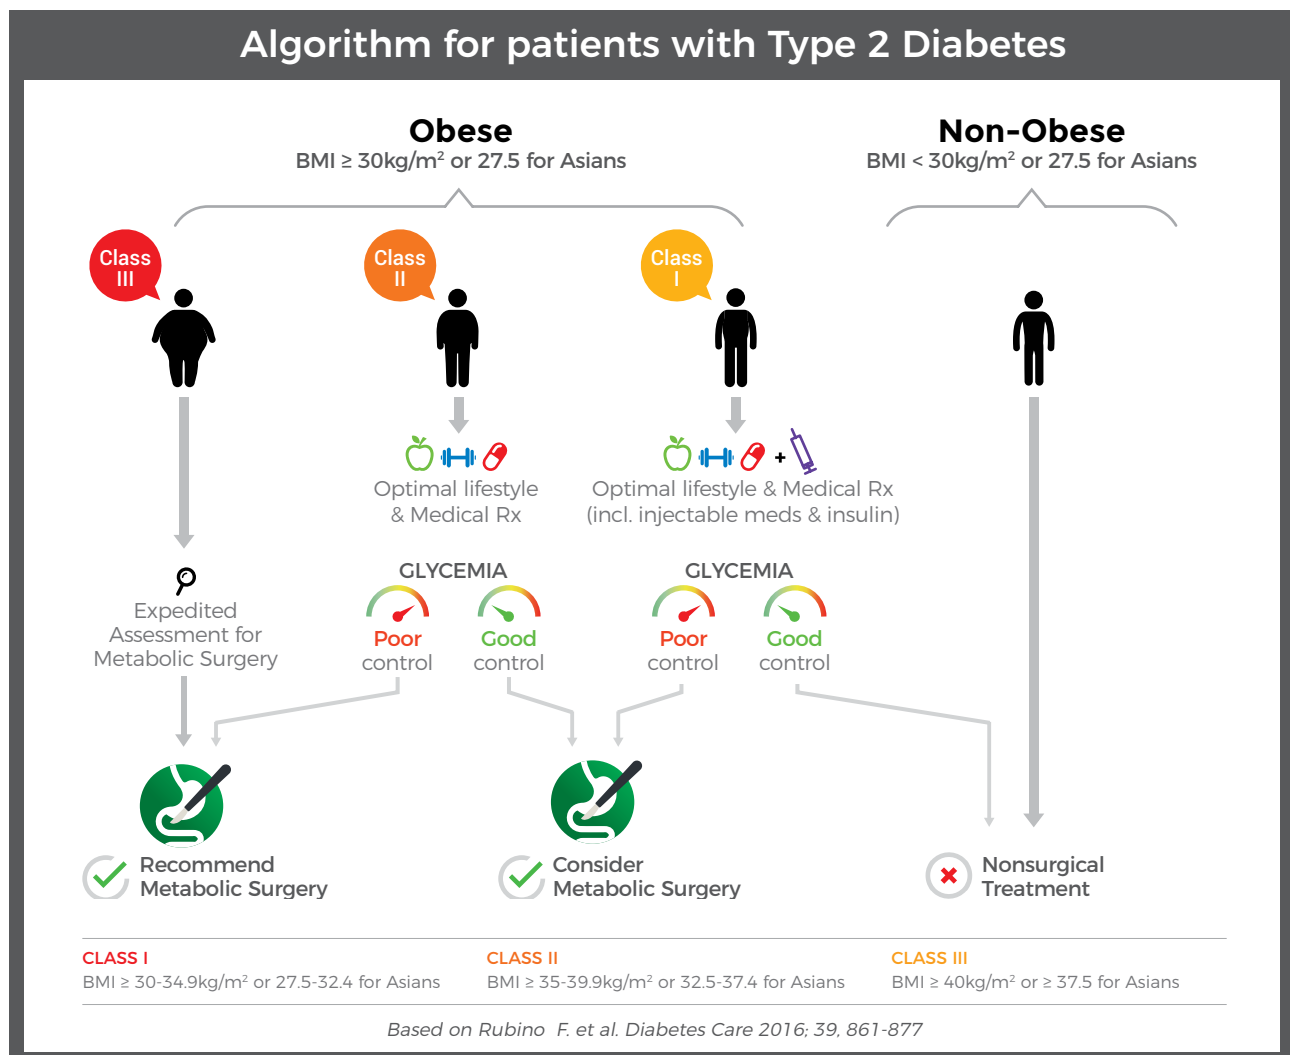 Algorithm for patients with Type 2 Diabetes
Obese
BMI ≥ 30kg/m² or 27.5 for Asians
Non-Obese
BMI < 30kg/m² or 27.5 for Asians
Class
III
Class
II
Class
I
Optimal lifestyle
& Medical Rx
+
Optimal lifestyle & Medical Rx
(incl. injectable meds & insulin)
Expedited
Assessment for
Metabolic Surgery
GLYCEMIA
Poor
control
Good
control
GLYCEMIA
Poor
control
Good
control
Recommend
Metabolic Surgery
Consider
Metabolic Surgery
Nonsurgical
Treatment
CLASS I
BMI ≥ 30-34.9kg/m² or 27.5-32.4 for Asians
CLASS II
BMI ≥ 35-39.9kg/m² or 32.5-37.4 for Asians
CLASS III
BMI ≥ 40kg/m² or ≥ 37.5 for Asians
Based on Rubino F. et al. Diabetes Care 2016; 39, 861-877